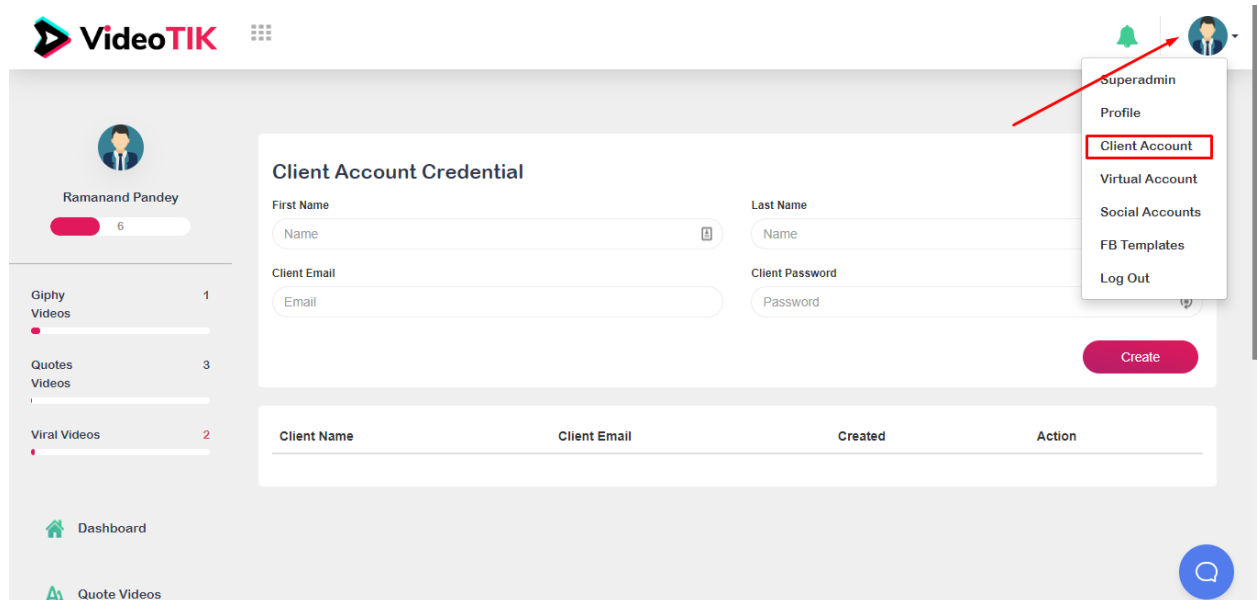 VideoTIK
Superadmin
Profile
Client Account
Virtual Account
Social Accounts
FB Templates
Log Out
Ramanand Pandey
6
Giphy 1
Videos
Quotes 3
Videos
Viral Videos 2
Dashboard
Quote Videos
Client Account Credential
First Name Last Name
Name Name
Client Email Client Password
Email Password
Create
Client Name Client Email Created Action